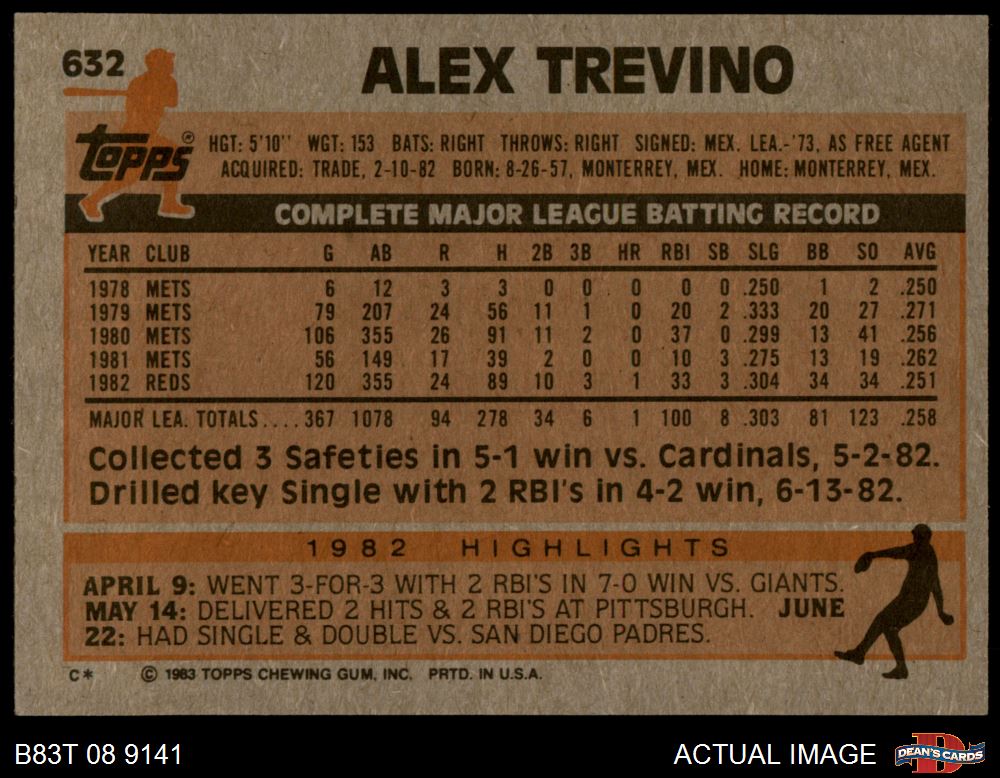 632 ALEX TREVINO
Topps® HGT: 5'10" WGT: 153 BATS: RIGHT THROWS: RIGHT SIGNED: MEX. LEA.-'73, AS FREE AGENT
ACQUIRED: TRADE, 2-10-82 BORN: 8-26-57, MONTERREY, MEX. HOME: MONTERREY, MEX.
COMPLETE MAJOR LEAGUE BATTING RECORD
YEAR CLUB G AB R H 2B 3B HR RBI SB SLG BB SO AVG
1978 METS 6 12 3 3 0 0 0 0 0 .250 1 2 .250
1979 METS 79 207 24 56 11 1 0 20 2 .333 20 27 .271
1980 METS 106 355 26 91 11 2 0 37 0 .299 13 41 .256
1981 METS 56 149 17 39 2 0 0 10 3 .275 13 19 .262
1982 REDS 120 355 24 89 10 3 1 33 3 .304 34 34 .251
MAJOR LEA. TOTALS.... 367 1078 94 278 34 6 1 100 8 .303 81 123 .258
Collected 3 Safeties in 5-1 win vs. Cardinals, 5-2-82.
Drilled key Single with 2 RBI's in 4-2 win, 6-13-82.
1982 HIGHLIGHTS
APRIL 9: WENT 3-FOR-3 WITH 2 RBI'S IN 7-0 WIN VS. GIANTS.
MAY 14: DELIVERED 2 HITS & 2 RBI'S AT PITTSBURGH. JUNE
22: HAD SINGLE & DOUBLE VS. SAN DIEGO PADRES.
C* © 1983 TOPPS CHEWING GUM, INC. PRTD. IN U.S.A.
B83T 08 9141 ACTUAL IMAGE DEAN'S CARDS